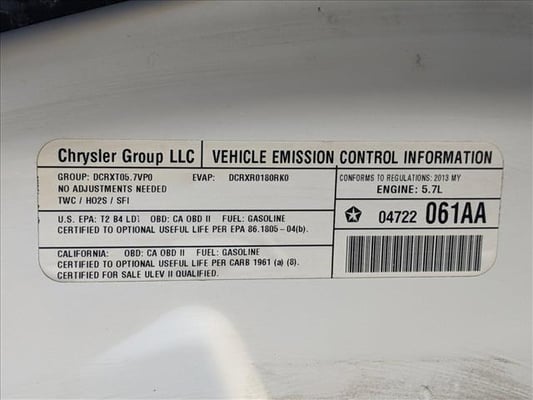 Chrysler Group LLC VEHICLE EMISSION CONTROL INFORMATION
GROUP: DCRXT05.7VP0 EVAP: DCRXR0180RK0
NO ADJUSTMENTS NEEDED
TWC / HO2S / SFI
CONFORMS TO REGULATIONS: 2013 MY
ENGINE: 5.7L
04722 061AA
U.S. EPA: T2 B4 LDT OBD: CA OBD II FUEL: GASOLINE
CERTIFIED TO OPTIONAL USEFUL LIFE PER EPA 86.1805-04(b).
CALIFORNIA: OBD: CA OBD II FUEL: GASOLINE
CERTIFIED TO OPTIONAL USEFUL LIFE PER CARB 1961 (a) (8).
CERTIFIED FOR SALE ULEV II QUALIFIED.